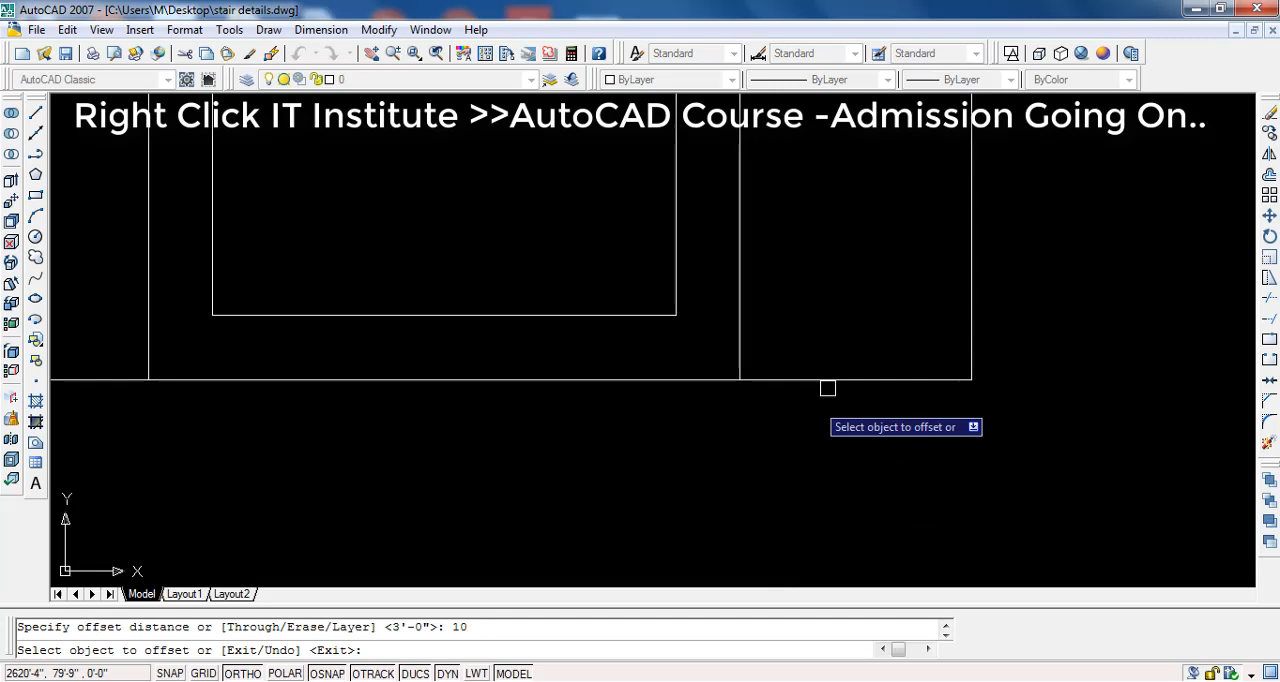 AutoCAD 2007 - [C:\Users\M\Desktop\stair details.dwg]
File Edit View Insert Format Tools Draw Dimension Modify Window Help
Standard Standard Standard
AutoCAD Classic 0 ByLayer ByLayer ByLayer ByColor
Right Click IT Institute >>AutoCAD Course -Admission Going On..
Select object to offset or
Y
X
Model Layout1 Layout2
Specify offset distance or [Through/Erase/Layer] <3'-0">: 10
Select object to offset or [Exit/Undo] <Exit>:
2620'-4", 79'-9" , 0'-0" SNAP GRID ORTHO POLAR OSNAP OTRACK DUCS DYN LWT MODEL